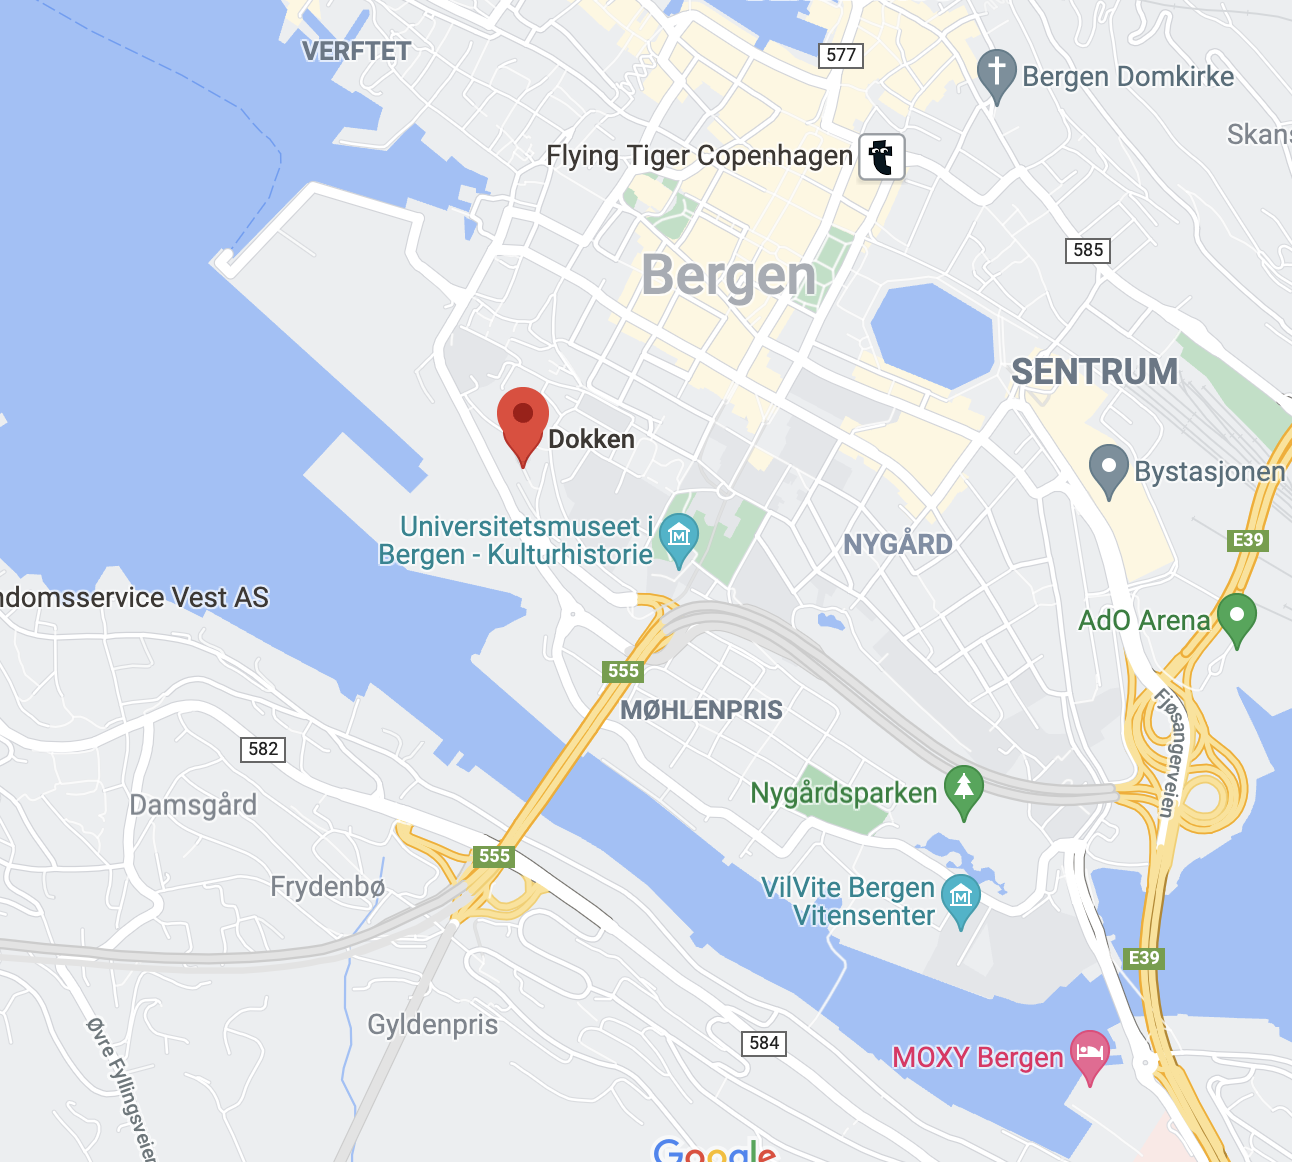 VERFTET
577
Bergen Domkirke
Skans
Flying Tiger Copenhagen
585
Bergen
SENTRUM
Dokken
Bystasjonen
Universitetsmuseet i
Bergen - Kulturhistorie
NYGÅRD
E39
ndomsservice Vest AS
AdO Arena
555
MØHLENPRIS
Fjøsangerveien
582
Damsgård
Nygårdsparken
555
Frydenbø
VilVite Bergen
Vitensenter
E39
Gyldenpris
Øvre Fyllingsveien
584
MOXY Bergen
Google